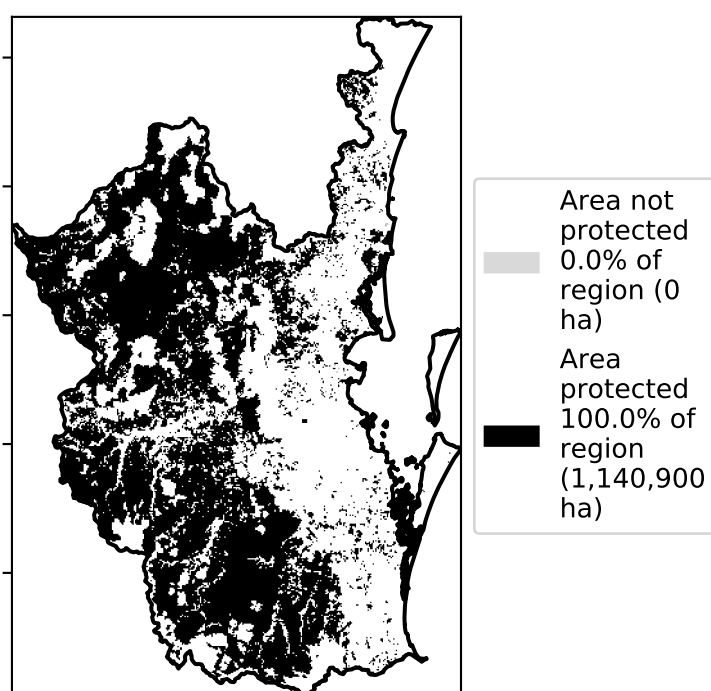 Area not
protected
0.0% of
region (0
ha)
Area
protected
100.0% of
region
(1,140,900
ha)